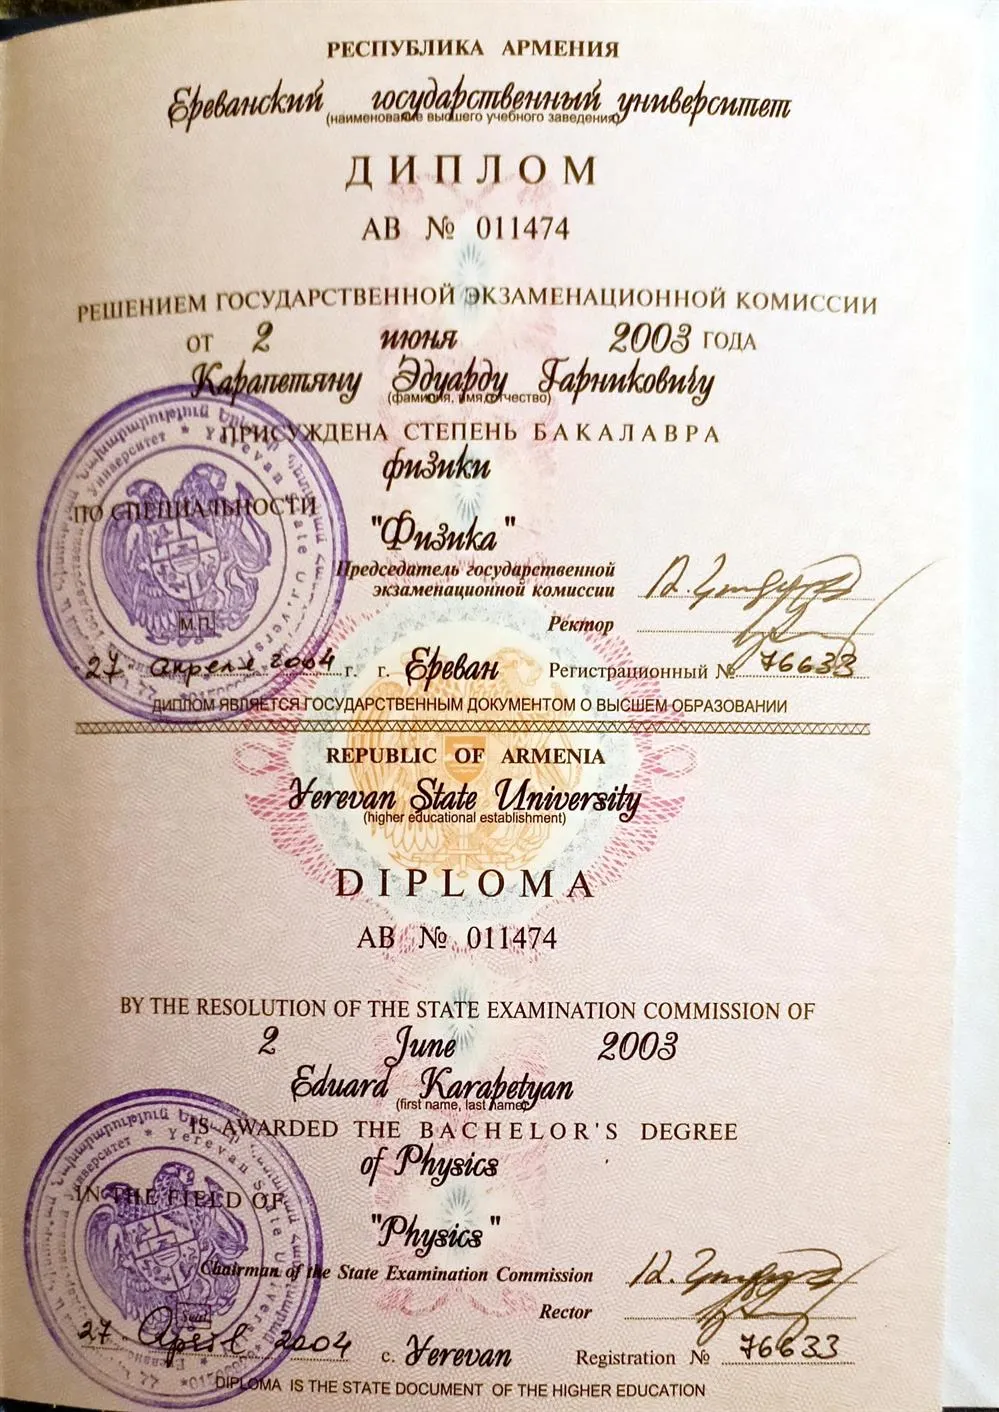 РЕСПУБЛИКА АРМЕНИЯ
Ереванский государственный университет
(наименование высшего учебного заведения)
ДИПЛОМ
АВ № 011474
РЕШЕНИЕМ ГОСУДАРСТВЕННОЙ ЭКЗАМЕНАЦИОННОЙ КОМИССИИ
ОТ 2 июня 2003 ГОДА
Карапетяну Эдуарду Гарниковичу
(фамилия, имя, отчество)
ПРИСУЖДЕНА СТЕПЕНЬ БАКАЛАВРА
физики
ПО СПЕЦИАЛЬНОСТИ
"Физика"
Председатель государственной
экзаменационной комиссии
Ректор
М.П.
27 апреля 2004 г. г. Ереван Регистрационный № 76633
ДИПЛОМ ЯВЛЯЕТСЯ ГОСУДАРСТВЕННЫМ ДОКУМЕНТОМ О ВЫСШЕМ ОБРАЗОВАНИИ
REPUBLIC OF ARMENIA
Yerevan State University
(higher educational establishment)
DIPLOMA
AB № 011474
BY THE RESOLUTION OF THE STATE EXAMINATION COMMISSION OF
2 June 2003
Eduard Karapetyan
(first name, last name)
IS AWARDED THE BACHELOR'S DEGREE
of Physics
IN THE FIELD OF
"Physics"
Chairman of the State Examination Commission
Rector
Seal
27 April 2004 c. Yerevan Registration № 76633
DIPLOMA IS THE STATE DOCUMENT OF THE HIGHER EDUCATION
Yerevan State Univers